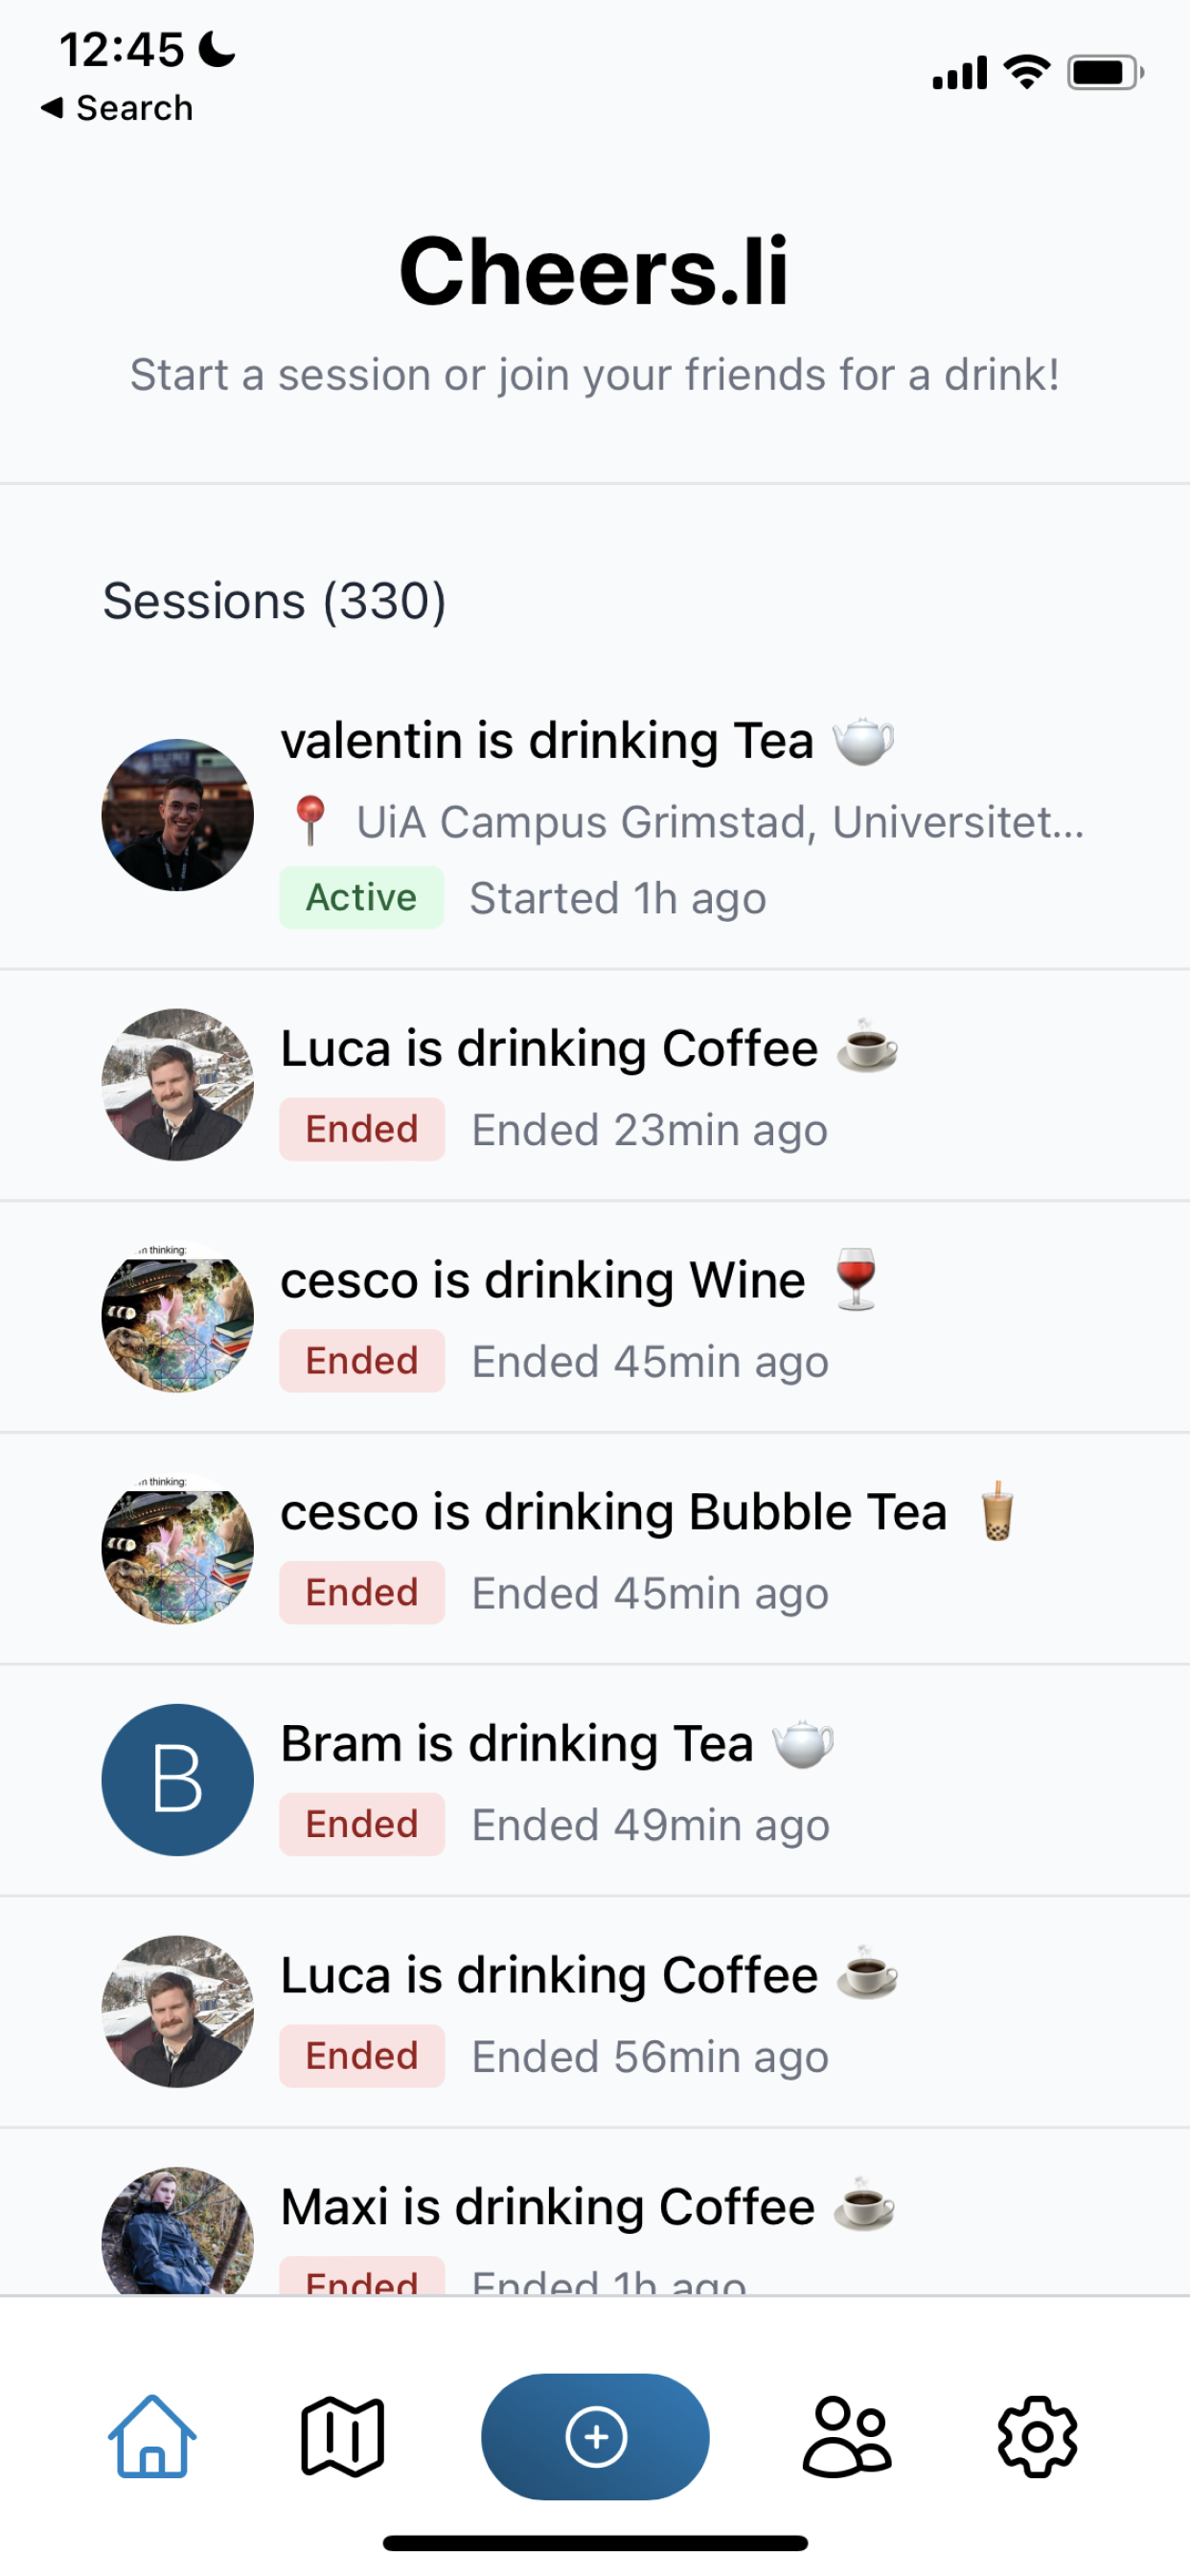 12:45
◀ Search
Cheers.li
Start a session or join your friends for a drink!
Sessions (330)
valentin is drinking Tea 🫖
📍 UiA Campus Grimstad, Universitet...
Active Started 1h ago
Luca is drinking Coffee ☕
Ended Ended 23min ago
m thinking:
cesco is drinking Wine 🍷
Ended Ended 45min ago
m thinking:
cesco is drinking Bubble Tea 🧋
Ended Ended 45min ago
B
Bram is drinking Tea 🫖
Ended Ended 49min ago
Luca is drinking Coffee ☕
Ended Ended 56min ago
Maxi is drinking Coffee ☕
Ended Ended 1h ago